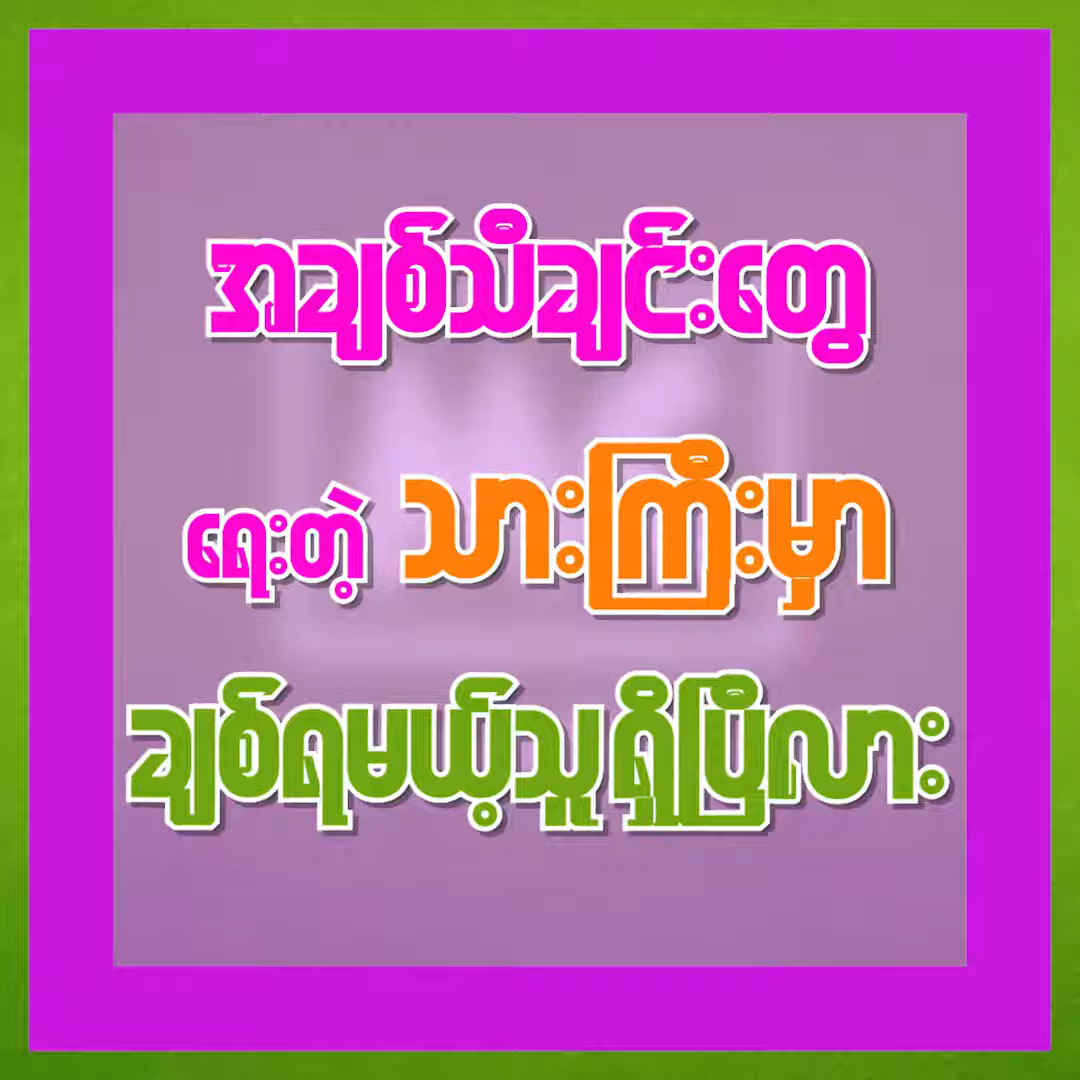 အချစ်သီချင်းတွေ
ရေးတဲ့ သားကြီးမှာ
ချစ်ရမယ့်သူရှိပြီလား